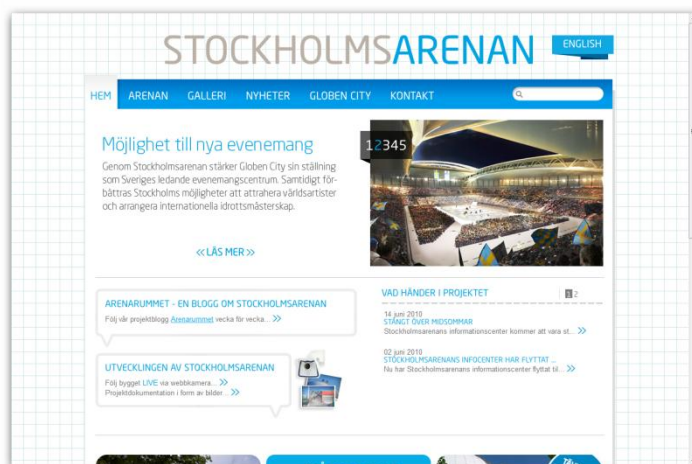 STOCKHOLMSARENAN
ENGLISH
HEM ARENAN GALLERI NYHETER GLOBEN CITY KONTAKT
Möjlighet till nya evenemang
Genom Stockholmsarenan stärker Globen City sin ställning
som Sveriges ledande evenemangscentrum. Samtidigt för-
bättras Stockholms möjligheter att attrahera världsartister
och arrangera internationella idrottsmästerskap.
12345
<< LÄS MER >>
ARENARUMMET - EN BLOGG OM STOCKHOLMSARENAN
Följ vår projektblogg Arenarummet vecka för vecka... >>
UTVECKLINGEN AV STOCKHOLMSARENAN
Följ bygget LIVE via webbkamera... >>
Projektdokumentation i form av bilder... >>
VAD HÄNDER I PROJEKTET
1 2
14 juni 2010
STÄNGT ÖVER MIDSOMMAR
Stockholmsarenans informationscenter kommer att vara st... >>
02 juni 2010
STOCKHOLMSARENANS INFOCENTER HAR FLYTTAT ...
Nu har Stockholmsarenans informationscenter flyttat til... >>